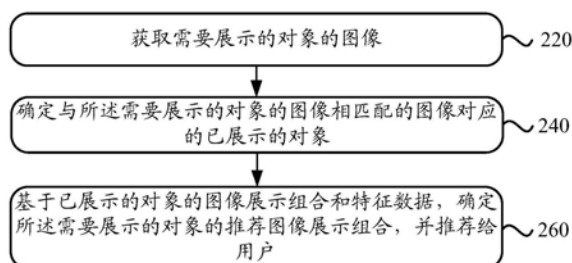 获取需要展示的对象的图像
220
确定与所述需要展示的对象的图像相匹配的图像对应
的已展示的对象
240
基于已展示的对象的图像展示组合和特征数据，确定
所述需要展示的对象的推荐图像展示组合，并推荐给
用户
260